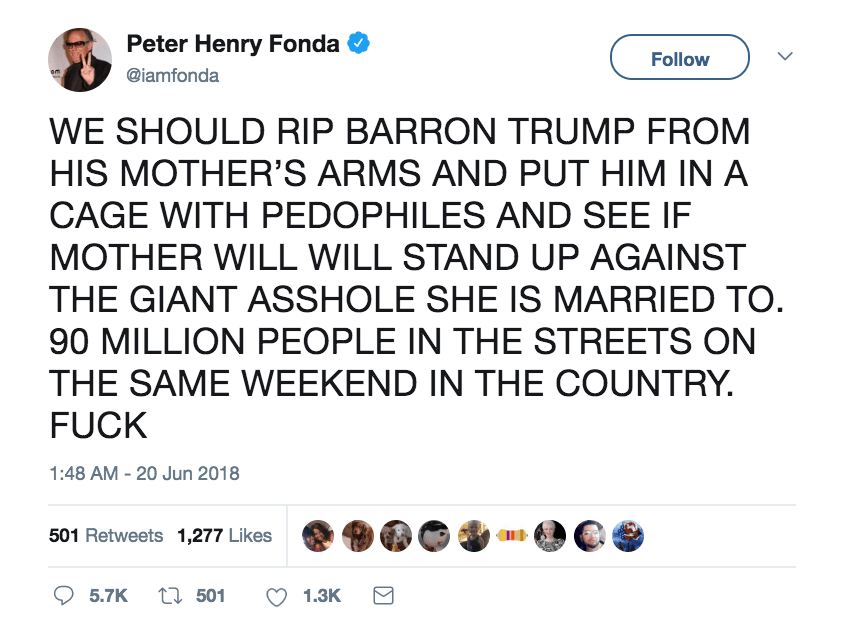 Peter Henry Fonda
@iamfonda
Follow
WE SHOULD RIP BARRON TRUMP FROM
HIS MOTHER'S ARMS AND PUT HIM IN A
CAGE WITH PEDOPHILES AND SEE IF
MOTHER WILL WILL STAND UP AGAINST
THE GIANT ASSHOLE SHE IS MARRIED TO.
90 MILLION PEOPLE IN THE STREETS ON
THE SAME WEEKEND IN THE COUNTRY.
FUCK
1:48 AM - 20 Jun 2018
501 Retweets 1,277 Likes
5.7K 501 1.3K